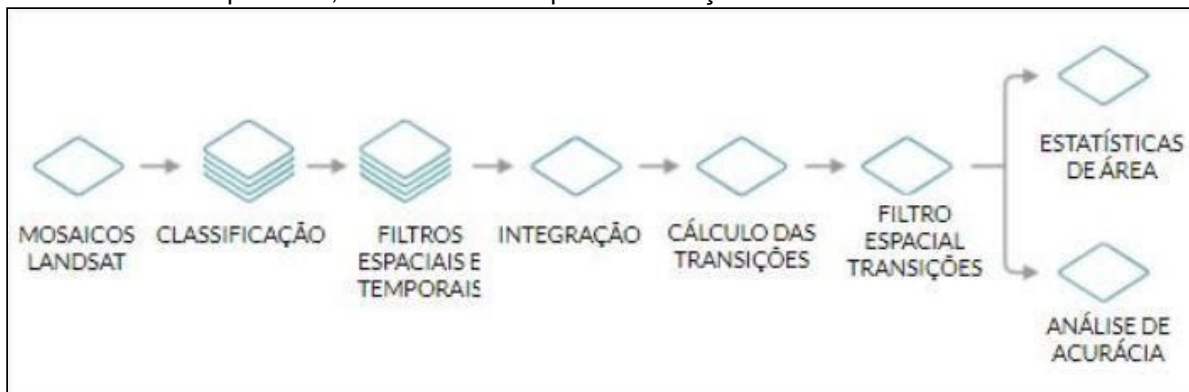 MOSAICOS
LANDSAT
CLASSIFICAÇÃO
FILTROS
ESPACIAIS E
TEMPORAIS
INTEGRAÇÃO
CÁLCULO DAS
TRANSIÇÕES
FILTRO
ESPACIAL
TRANSIÇÕES
ESTATÍSTICAS
DE ÁREA
ANÁLISE DE
ACURÁCIA